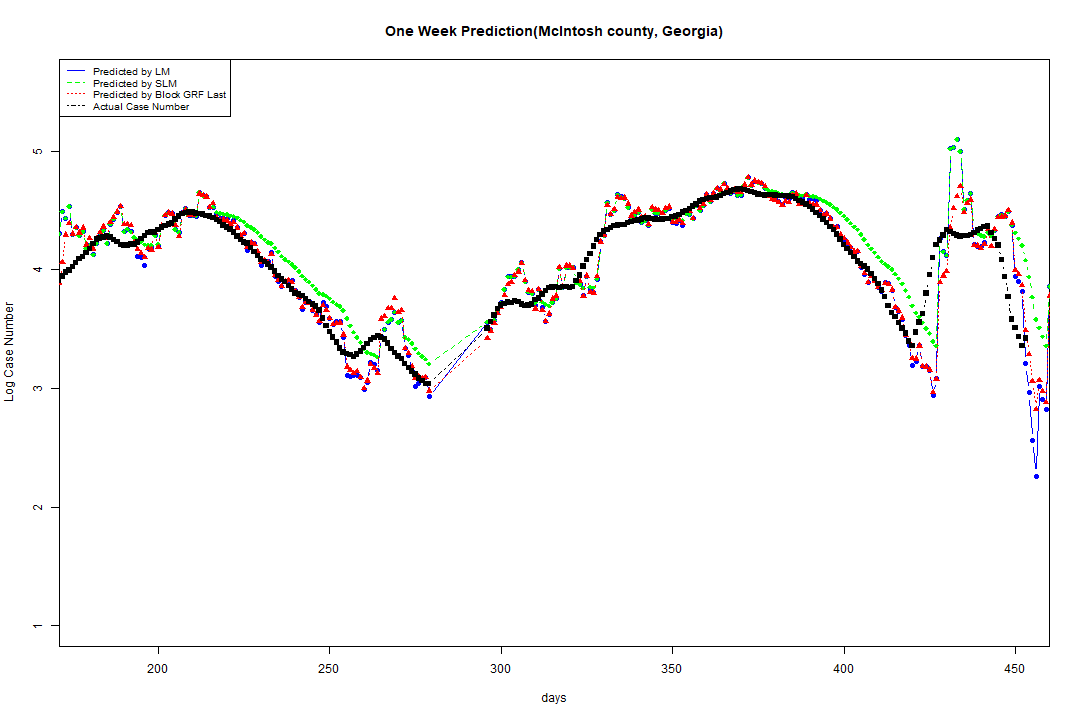 One Week Prediction(McIntosh county, Georgia)
Predicted by LM
Predicted by SLM
Predicted by Block GRF Last
Actual Case Number
Log Case Number
5
4
3
2
1
200 250 300 350 400 450
days